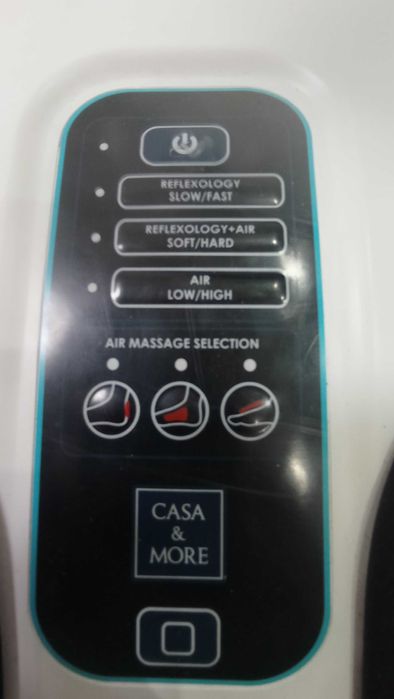 REFLEXOLOGY
SLOW/FAST
REFLEXOLOGY+AIR
SOFT/HARD
AIR
LOW/HIGH
AIR MASSAGE SELECTION
CASA
&
MORE